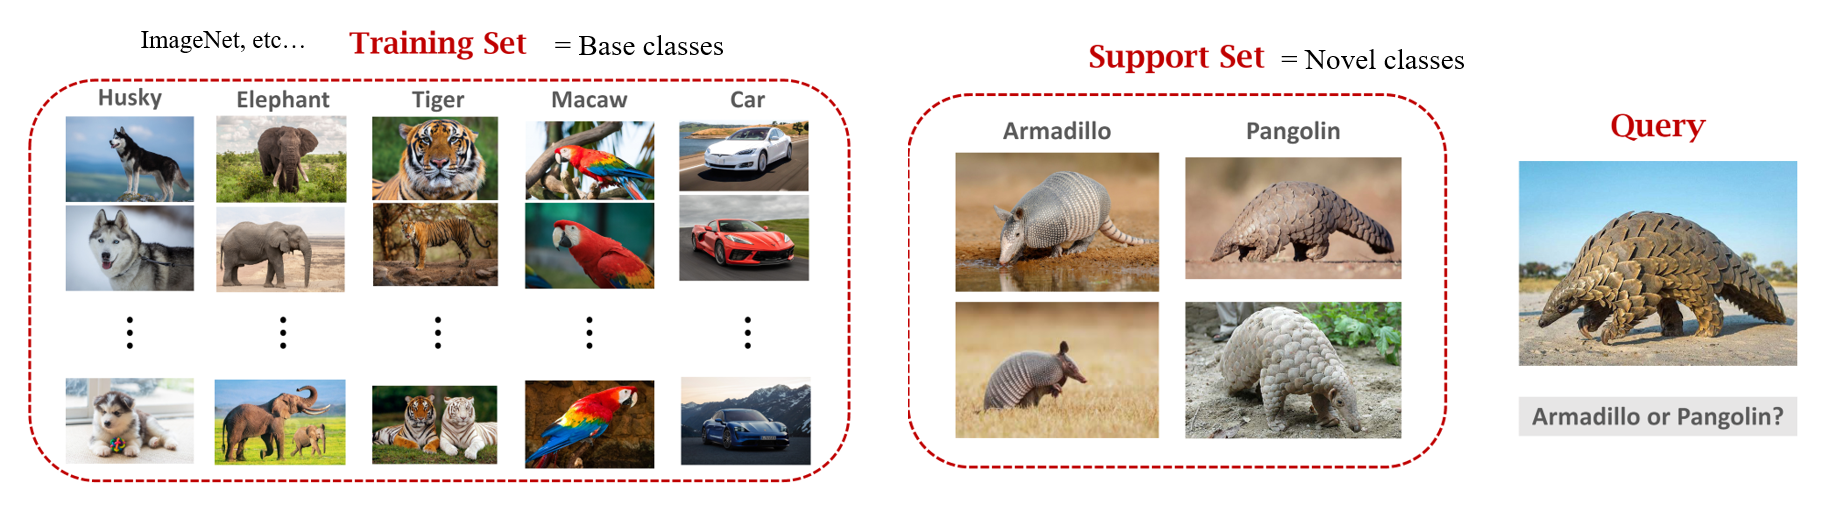 ImageNet, etc… Training Set = Base classes
Husky Elephant Tiger Macaw Car
Support Set = Novel classes
Armadillo Pangolin
Query
Armadillo or Pangolin?